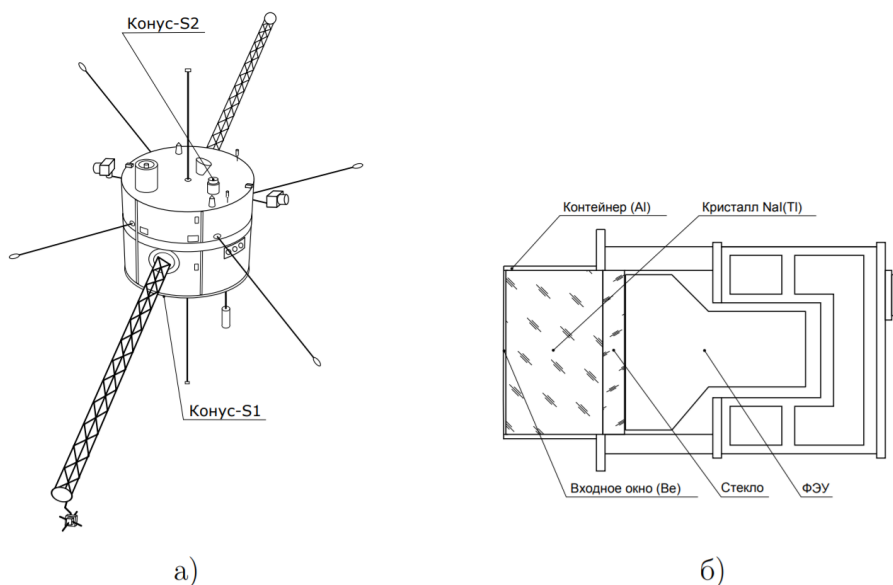 Конус-S2
Конус-S1
Контейнер (Al)
Кристалл NaI(Tl)
Входное окно (Be)
Стекло
ФЭУ
а)
б)